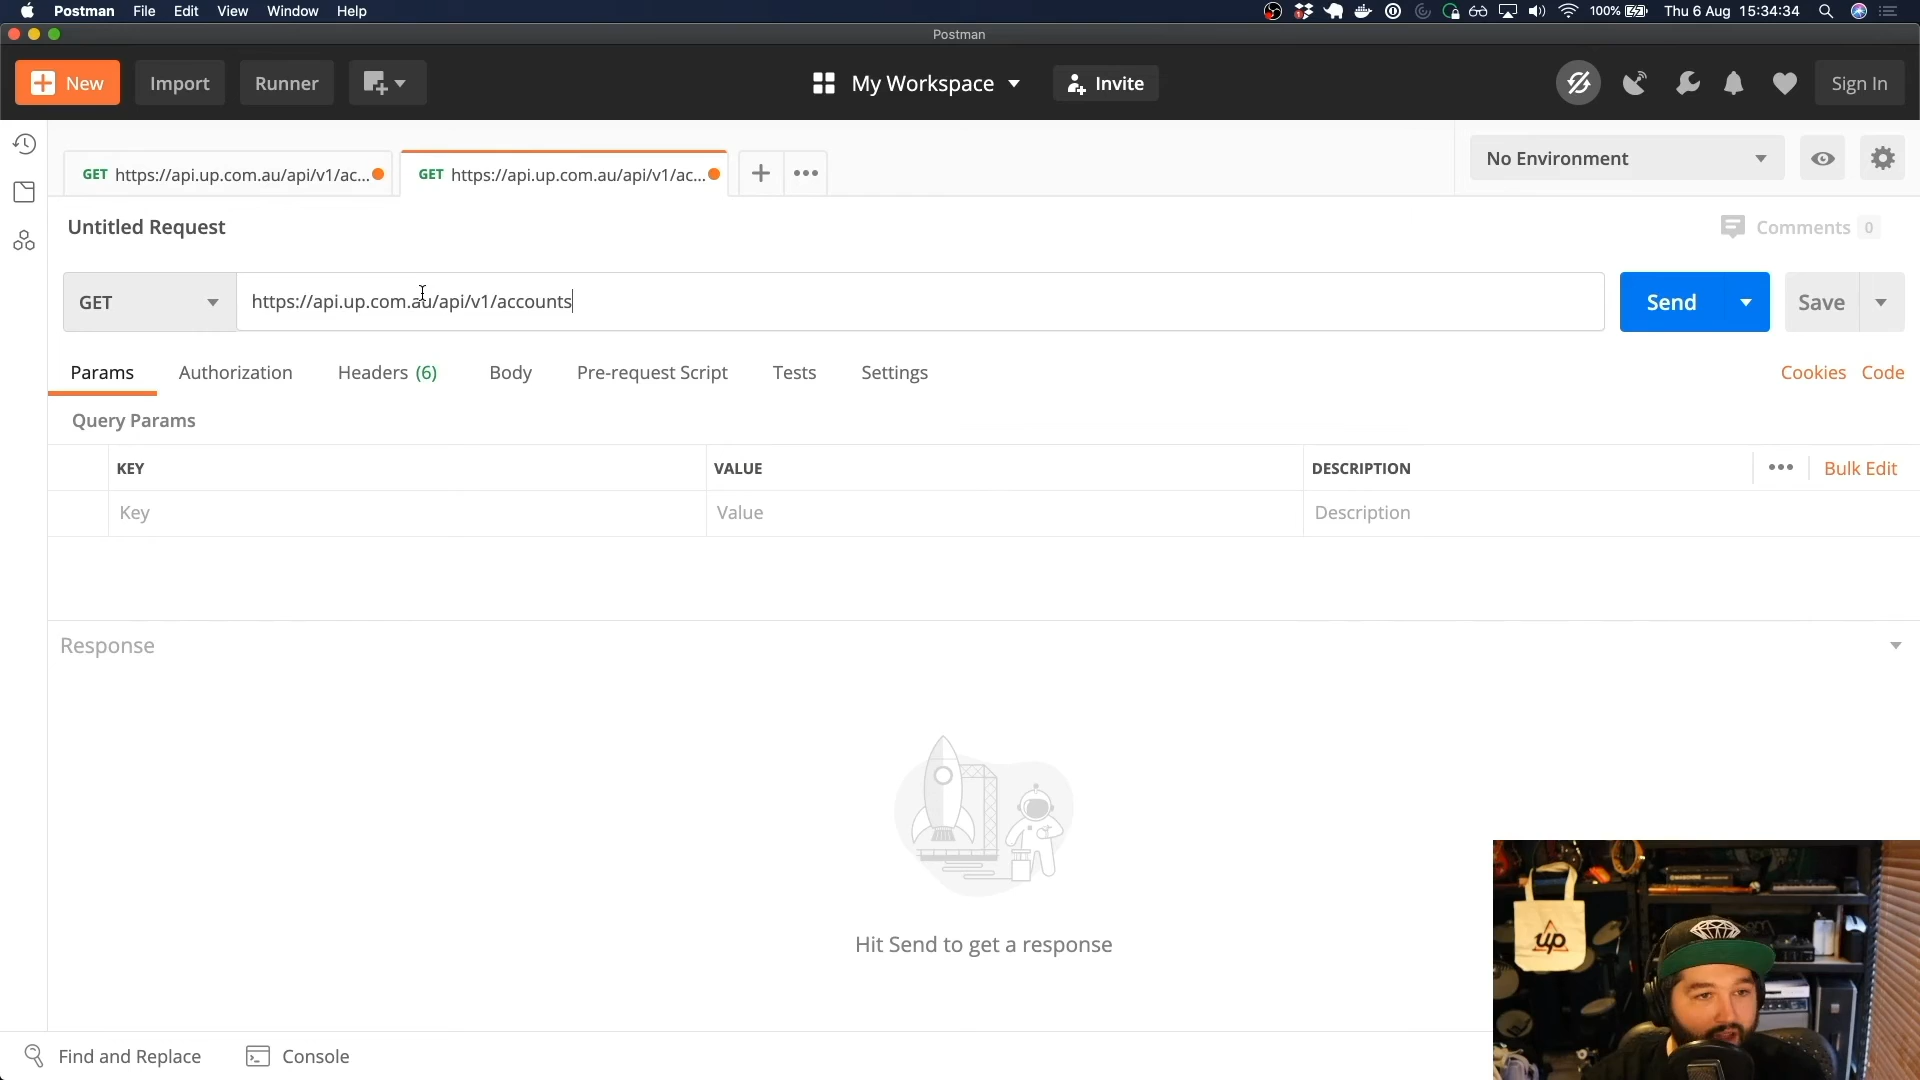 Postman File Edit View Window Help 100% Thu 6 Aug 15:34:34
Postman
New Import Runner My Workspace Invite Sign In
GET https://api.up.com.au/api/v1/ac... GET https://api.up.com.au/api/v1/ac... No Environment
Untitled Request Comments 0
GET https://api.up.com.au/api/v1/accounts Send Save
Params Authorization Headers (6) Body Pre-request Script Tests Settings Cookies Code
Query Params
KEY VALUE DESCRIPTION Bulk Edit
Key Value Description
Response
Hit Send to get a response
up
Find and Replace Console